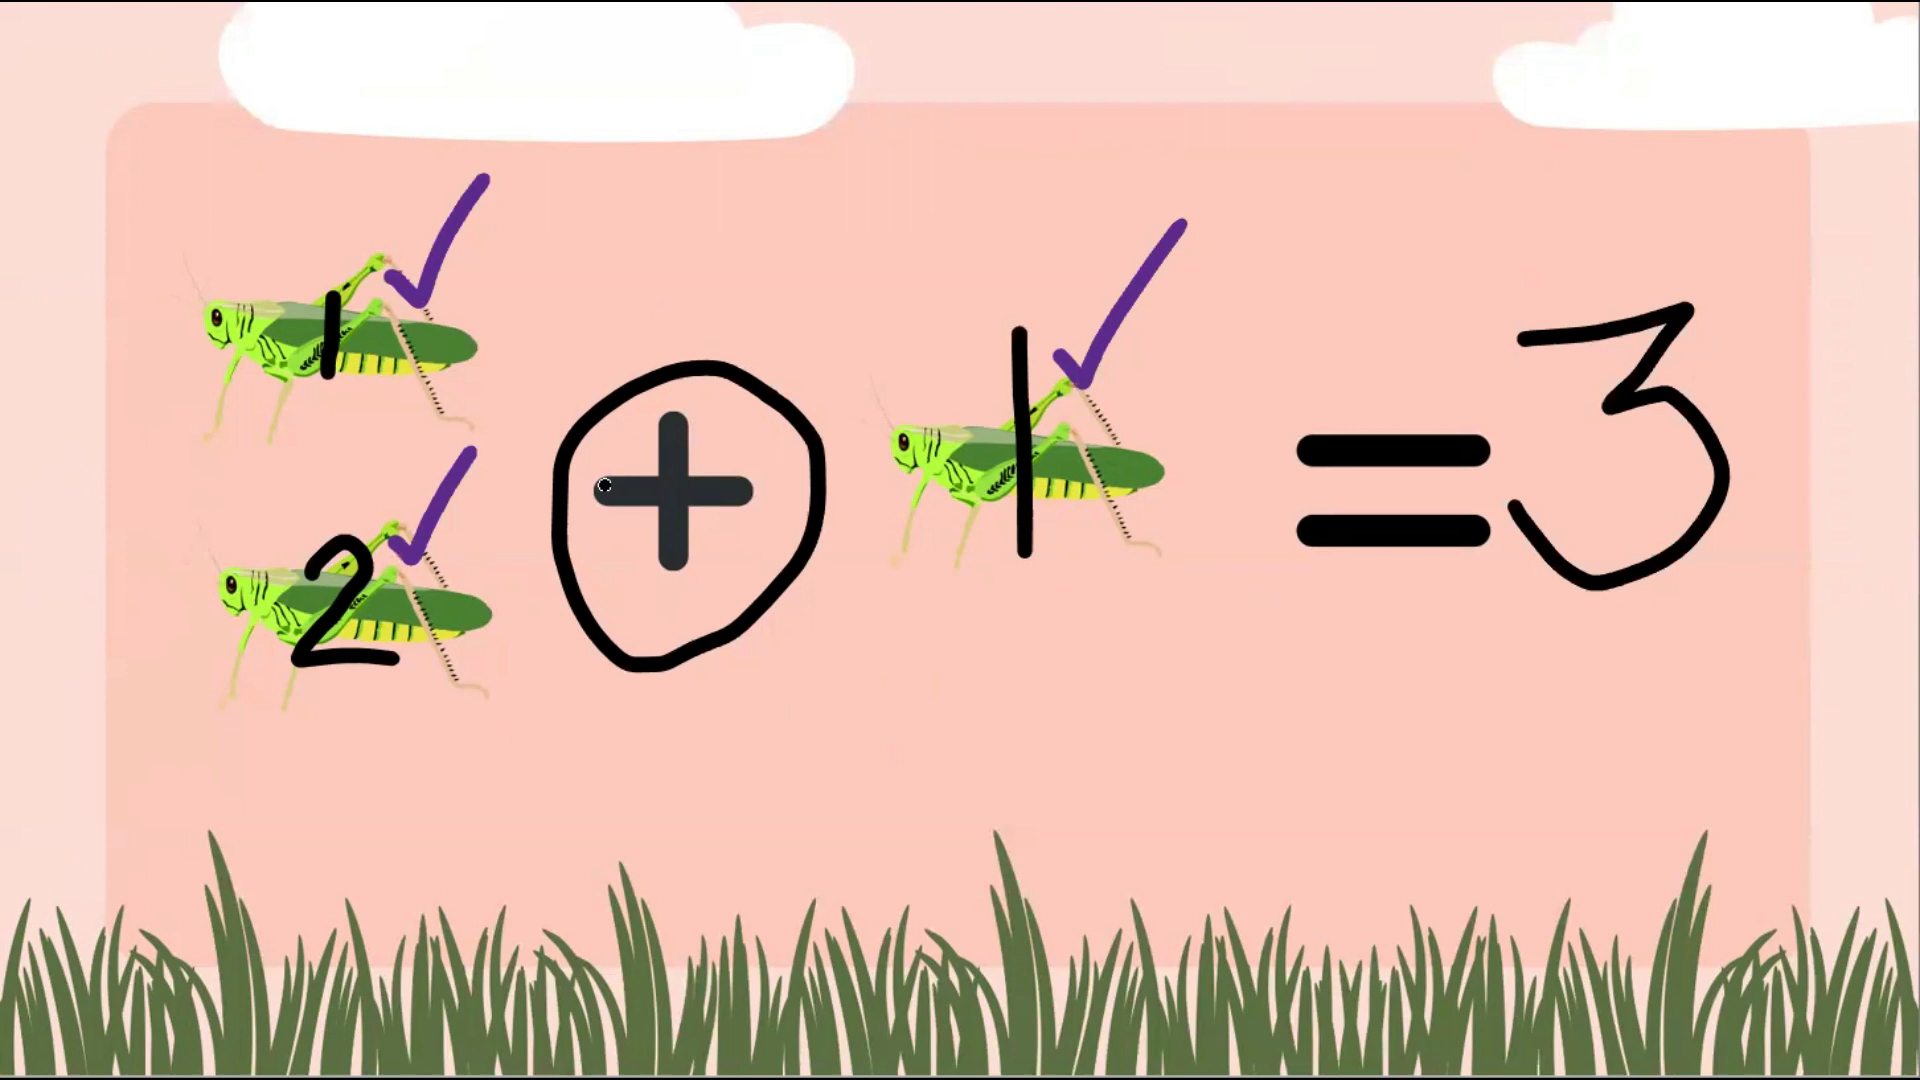 1
2
+ 1 = 3